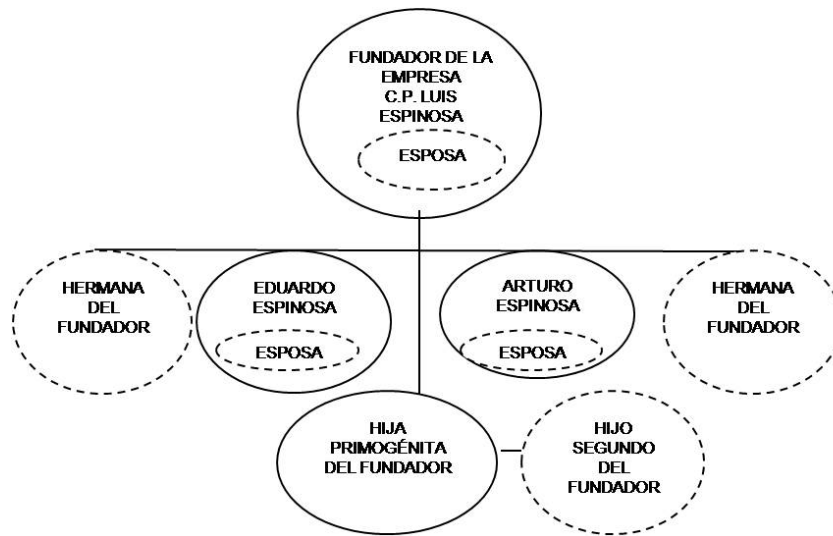 FUNDADOR DE LA
EMPRESA
C.P. LUIS
ESPINOSA
ESPOSA
HERMANA
DEL
FUNDADOR
EDUARDO
ESPINOSA
ESPOSA
ARTURO
ESPINOSA
ESPOSA
HERMANA
DEL
FUNDADOR
HIJA
PRIMOGÉNITA
DEL FUNDADOR
HIJO
SEGUNDO
DEL
FUNDADOR